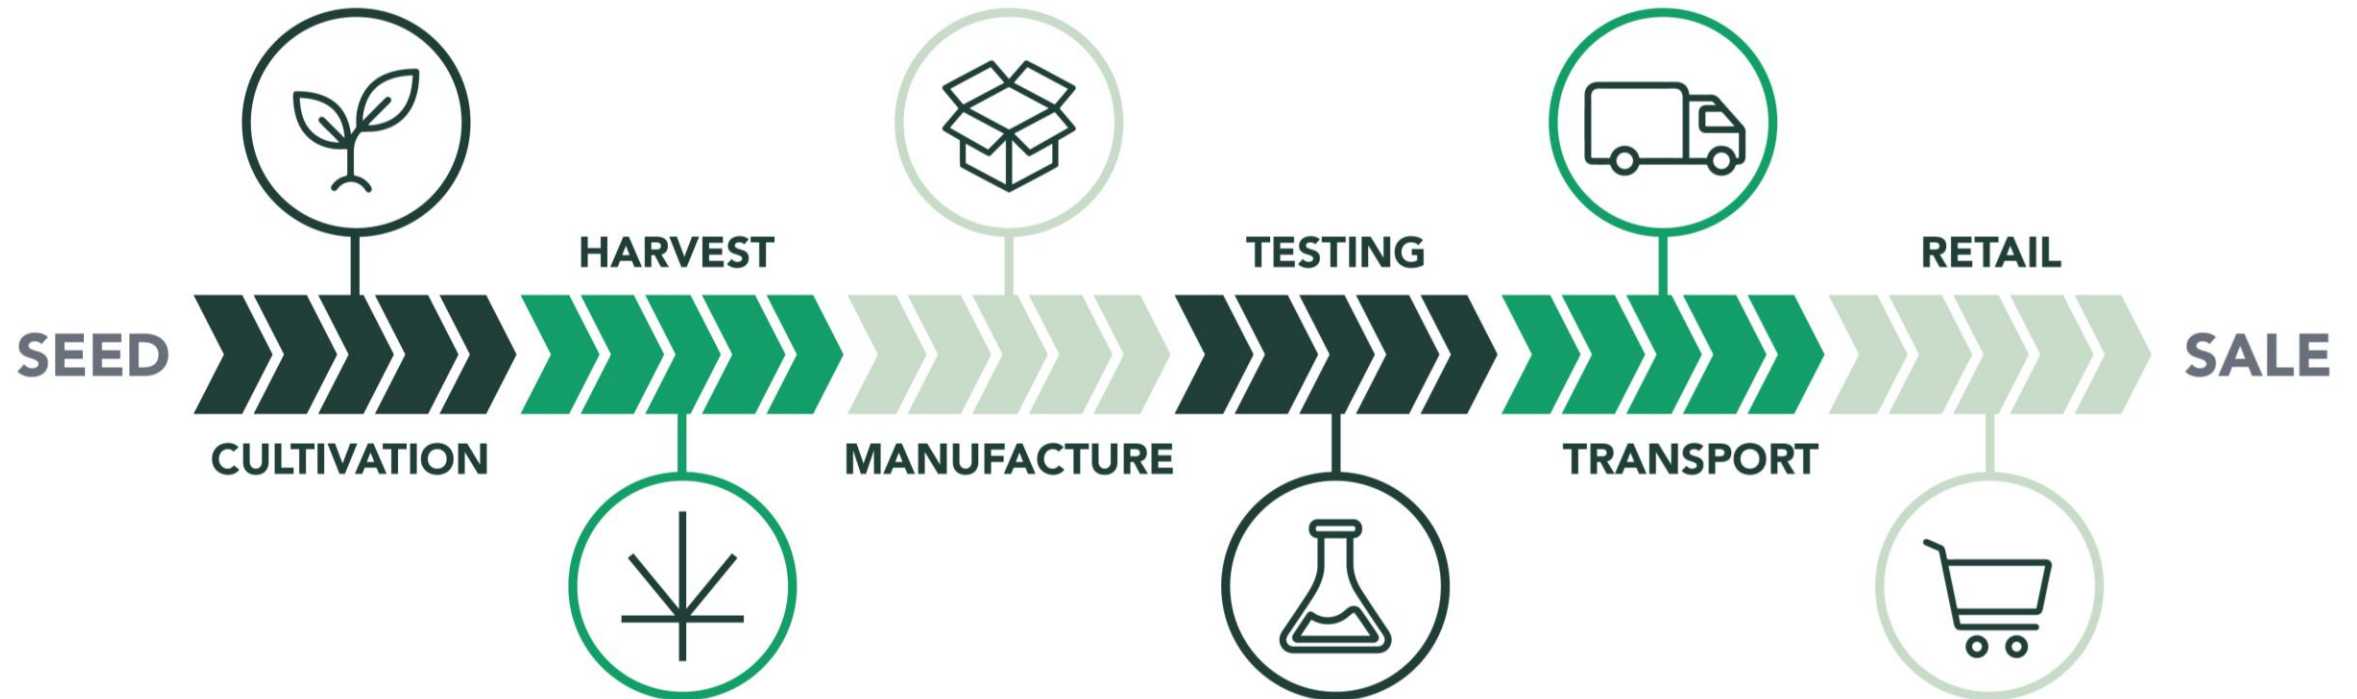 SEED
CULTIVATION
HARVEST
MANUFACTURE
TESTING
TRANSPORT
RETAIL
SALE